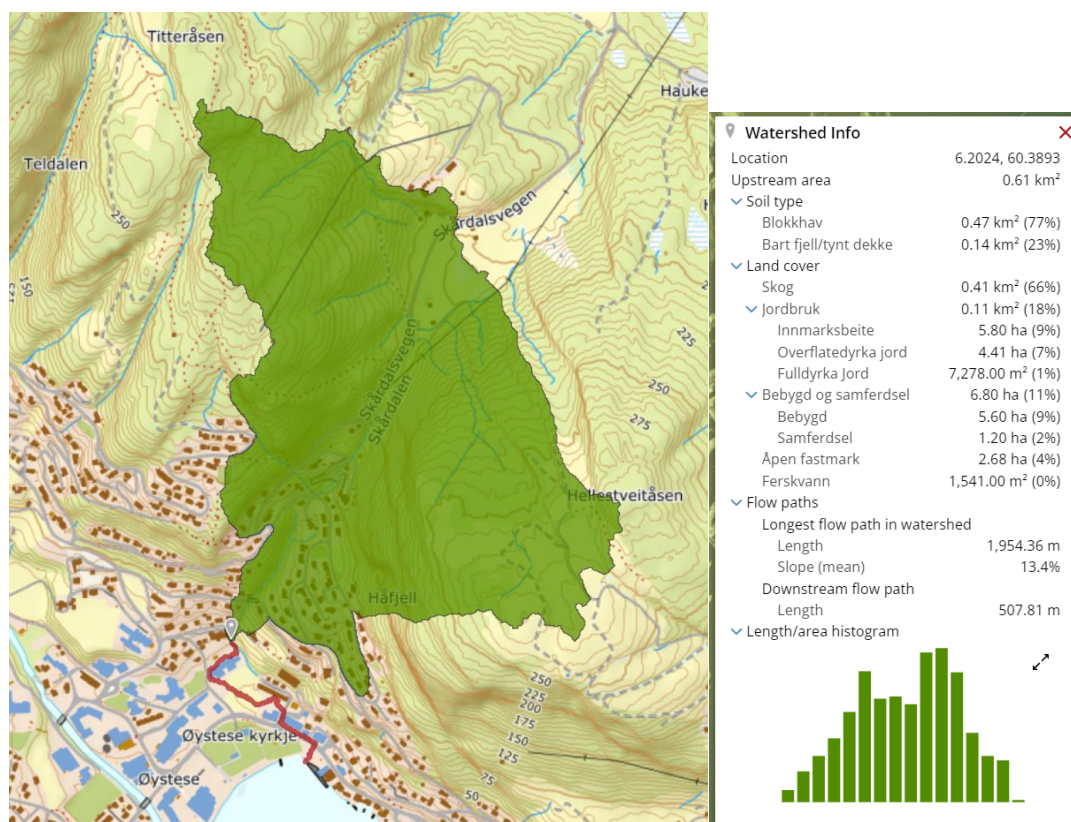 Titteråsen
Hauke
Teldalen
250
Skårdalsvegen
150
225
Skårdalsvegen
Skårdalen
250
275
Hellestveitåsen
Håfjell
250
225
200
175
150
125
Øystese kyrkje
Øystese
75
50
Watershed Info
Location 6.2024, 60.3893
Upstream area 0.61 km²
Soil type
Blokkhav 0.47 km² (77%)
Bart fjell/tynt dekke 0.14 km² (23%)
Land cover
Skog 0.41 km² (66%)
Jordbruk 0.11 km² (18%)
Innmarksbeite 5.80 ha (9%)
Overflatedyrka jord 4.41 ha (7%)
Fulldyrka Jord 7,278.00 m² (1%)
Bebygd og samferdsel 6.80 ha (11%)
Bebygd 5.60 ha (9%)
Samferdsel 1.20 ha (2%)
Åpen fastmark 2.68 ha (4%)
Ferskvann 1,541.00 m² (0%)
Flow paths
Longest flow path in watershed
Length 1,954.36 m
Slope (mean) 13.4%
Downstream flow path
Length 507.81 m
Length/area histogram